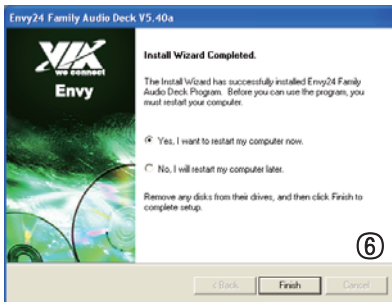 Envy24 Family Audio Deck V5.40a
VIA
we connect
Envy
Install Wizard Completed.
The Install Wizard has successfully installed Envy24 Family
Audio Deck Program. Before you can use the program, you
must restart your computer.
Yes, I want to restart my computer now.
No, I will restart my computer later.
Remove any disks from their drives, and then click Finish to
complete setup.
⑥
< Back
Finish
Cancel